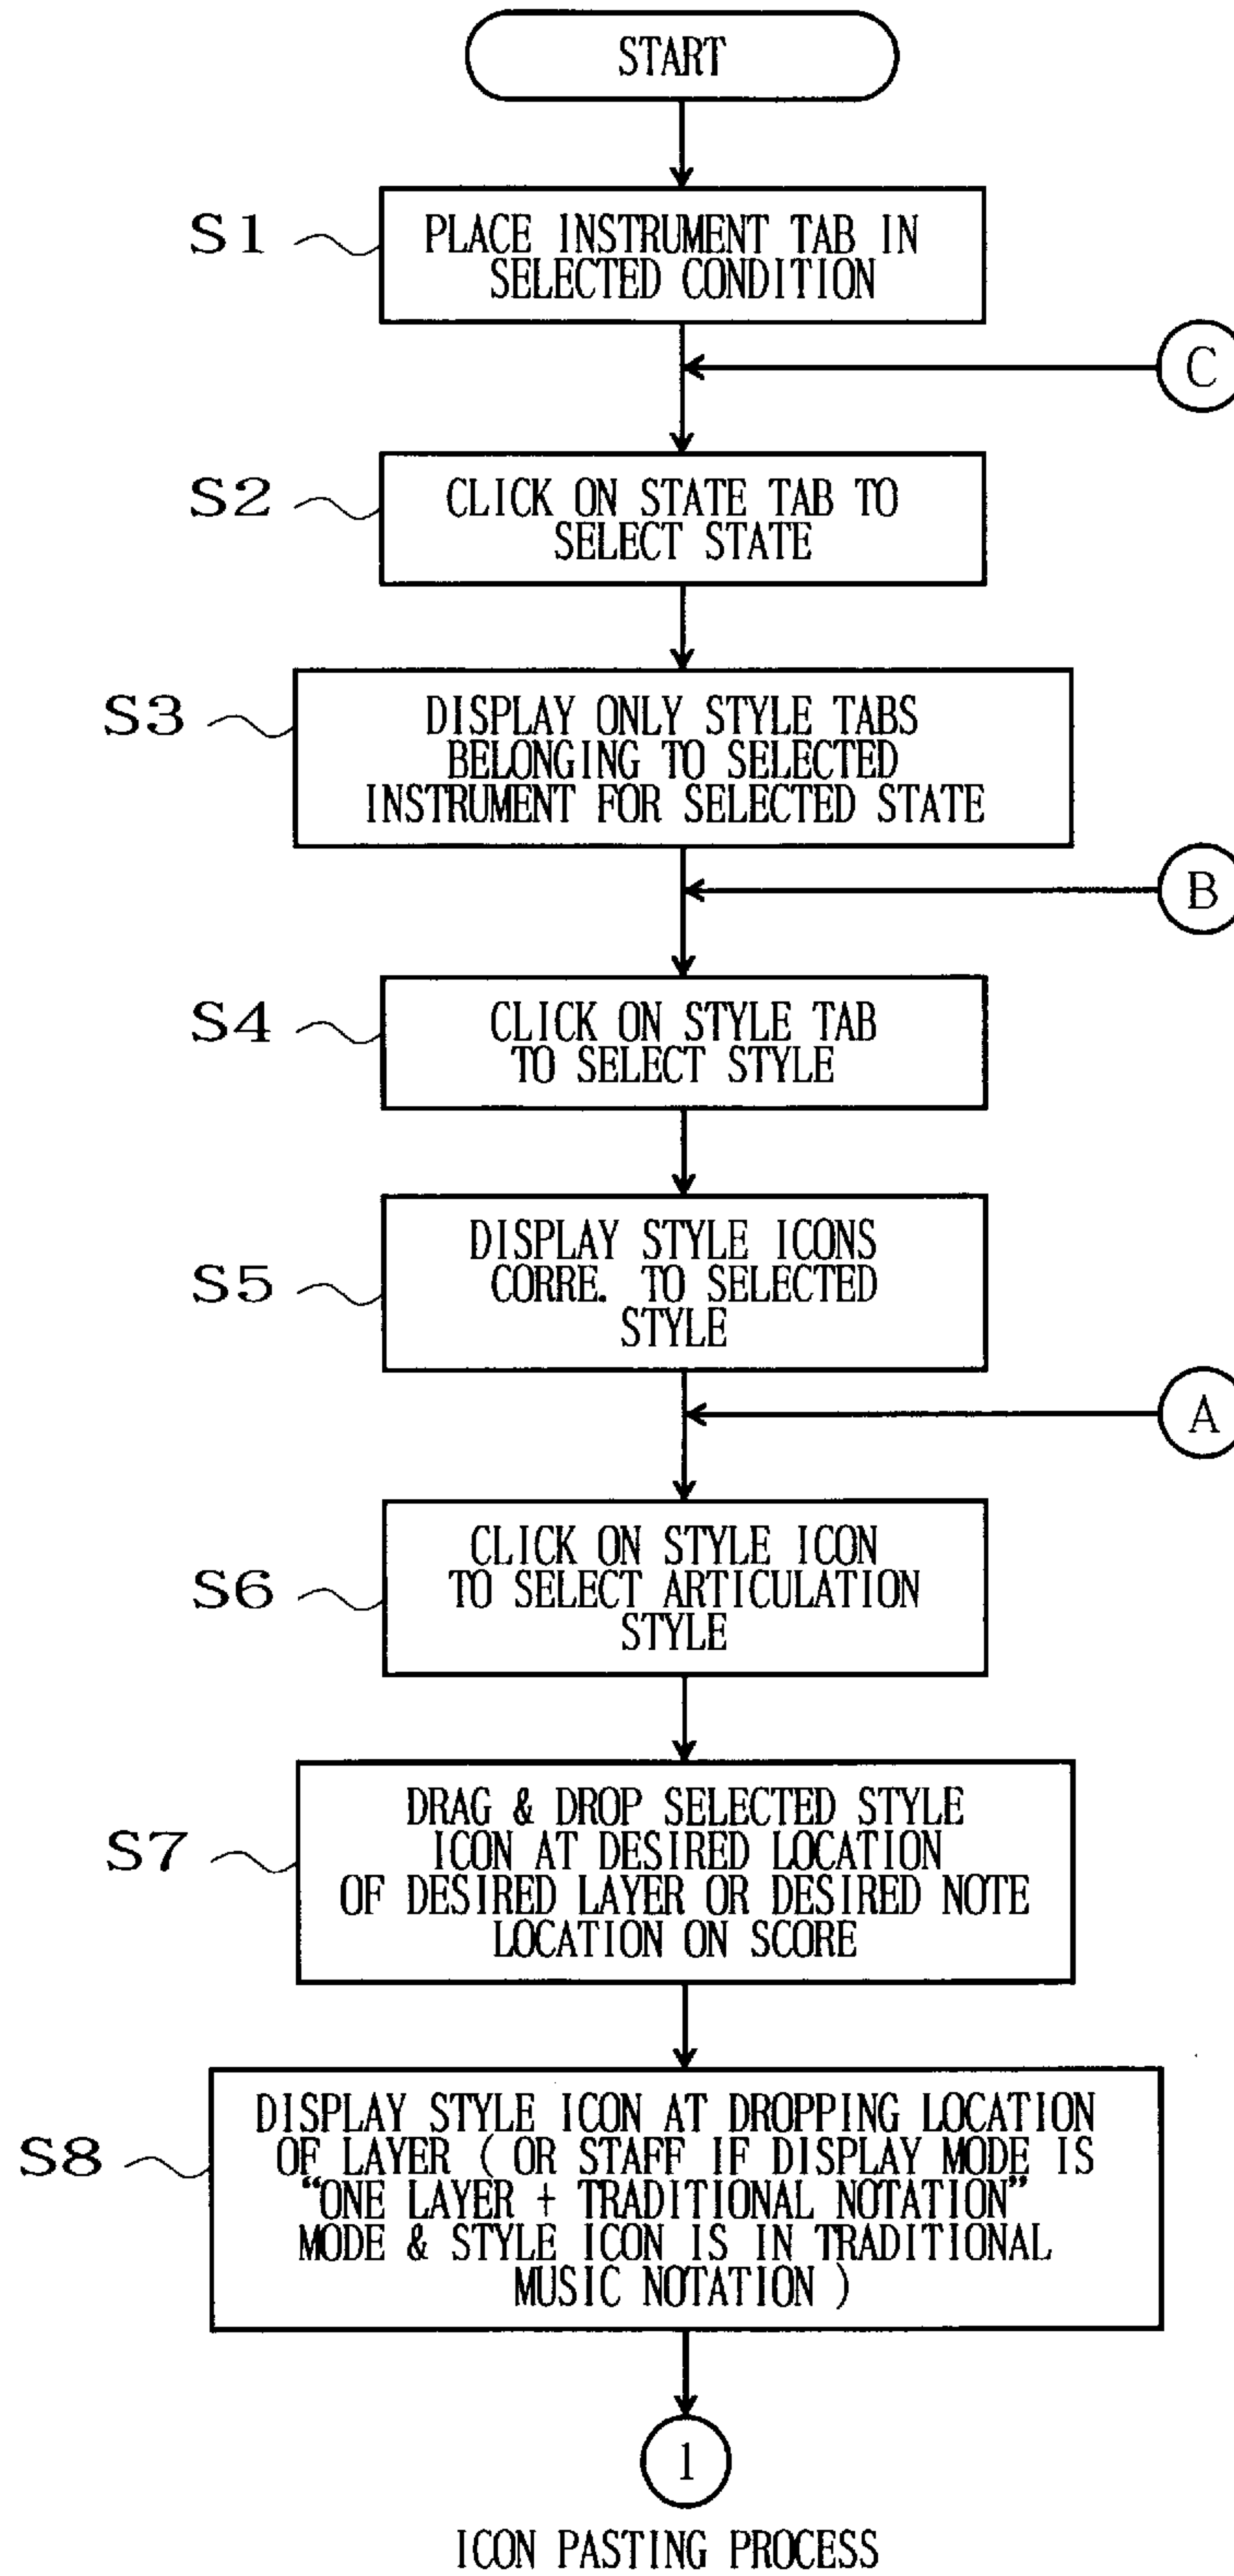 START
S1
PLACE INSTRUMENT TAB IN
SELECTED CONDITION
C
S2
CLICK ON STATE TAB TO
SELECT STATE
S3
DISPLAY ONLY STYLE TABS
BELONGING TO SELECTED
INSTRUMENT FOR SELECTED STATE
B
S4
CLICK ON STYLE TAB
TO SELECT STYLE
S5
DISPLAY STYLE ICONS
CORRE. TO SELECTED
STYLE
A
S6
CLICK ON STYLE ICON
TO SELECT ARTICULATION
STYLE
S7
DRAG & DROP SELECTED STYLE
ICON AT DESIRED LOCATION
OF DESIRED LAYER OR DESIRED NOTE
LOCATION ON SCORE
S8
DISPLAY STYLE ICON AT DROPPING LOCATION
OF LAYER ( OR STAFF IF DISPLAY MODE IS
“ONE LAYER + TRADITIONAL NOTATION”
MODE & STYLE ICON IS IN TRADITIONAL
MUSIC NOTATION )
1
ICON PASTING PROCESS